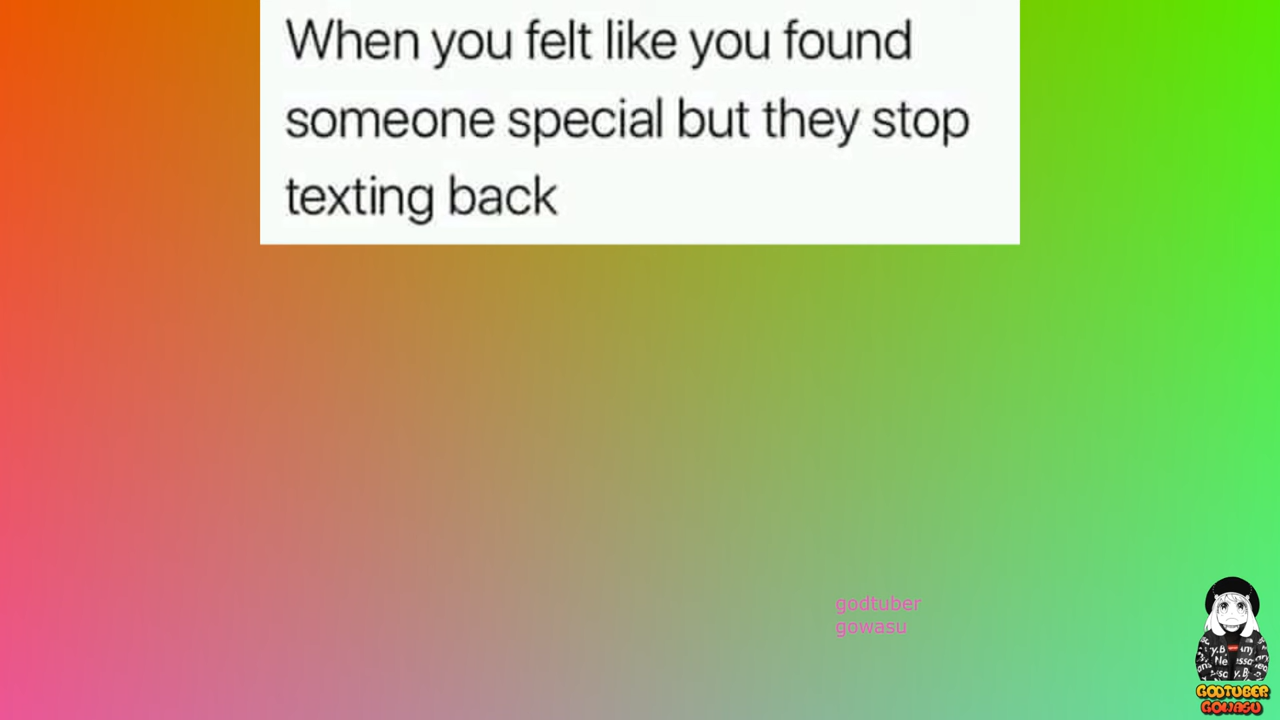 When you felt like you found
someone special but they stop
texting back
godtuber
gowasu
GODTUBER
GOWASU